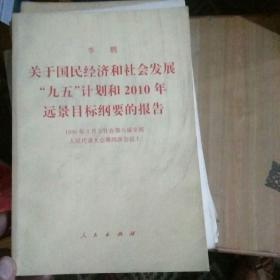 李鹏
关于国民经济和社会发展
“九五”计划和2010年
远景目标纲要的报告
1996年3月5日在第八届全国
人民代表大会第四次会议上
人民出版社